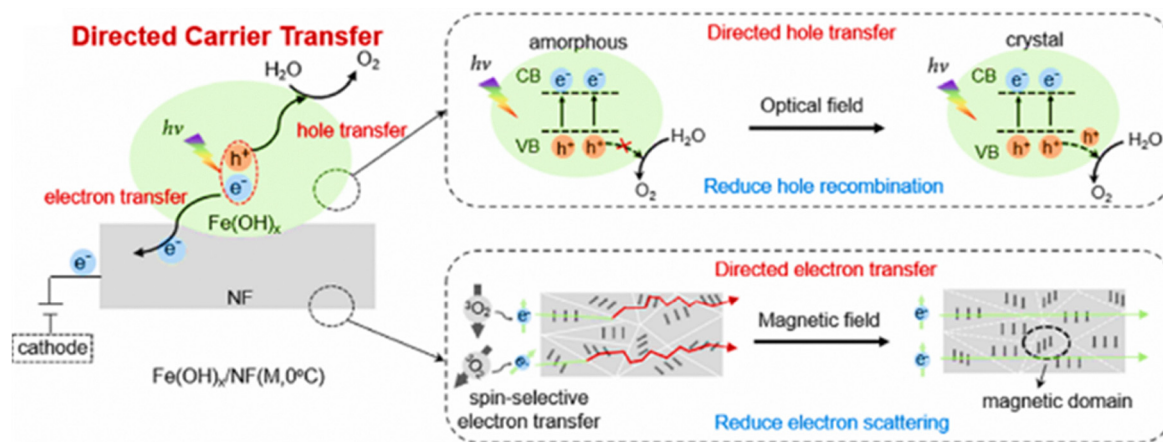 Directed Carrier Transfer
H₂O
O₂
hν
h⁺
hole transfer
e⁻
electron transfer
Fe(OH)ₓ
e⁻
e⁻
NF
cathode
Fe(OH)ₓ/NF(M,0ºC)
amorphous
hν
CB
e⁻ e⁻
VB
h⁺ h⁺
H₂O
O₂
Directed hole transfer
Optical field
Reduce hole recombination
crystal
hν
CB
e⁻ e⁻
VB
h⁺ h⁺
h⁺
H₂O
O₂
Directed electron transfer
³O₂
e⁻
e⁻
spin-selective
electron transfer
Magnetic field
Reduce electron scattering
e⁻
e⁻
magnetic domain